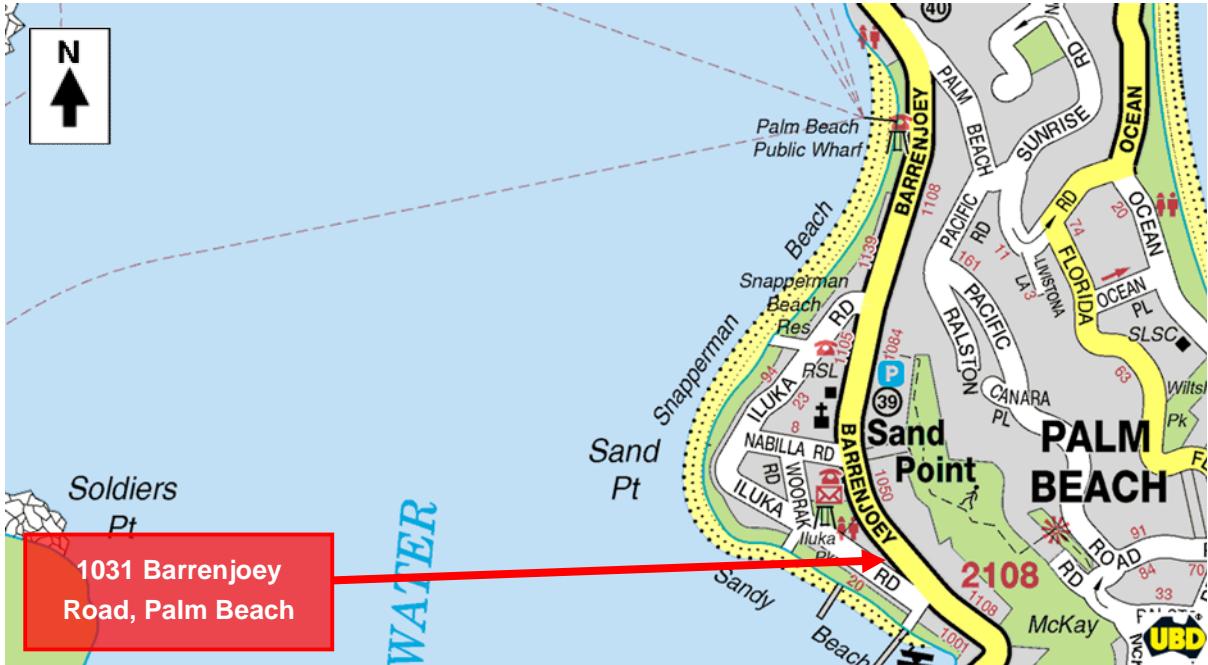 N
40
RD
PALM
BEACH
SUNRISE
OCEAN
Palm Beach
Public Wharf
BARRENJOEY
1108
PACIFIC
RD
161
11
LIVISTONA
LA 3
RD
74
FLORIDA
20
OCEAN
OCEAN
PL
SLSC
63
Beach
1139
Snapperman
Beach
Res
RD
1105
1084
P
39
RSL
94
ILUKA
23
8
Snapperman
PACIFIC
RALSTON
CANARA
PL
Pk
Sand
Pt
NABILLA RD
BARRENJOEY
Sand
Point
PALM
BEACH
RD
WOORAK
ILUKA
1050
Soldiers
Pt
Iluka
RD
20
Sandy
Beach
1001
WATER
1031 Barrenjoey
Road, Palm Beach
2108
1108
McKay
ROAD
RD
91
84
70
33
UBD